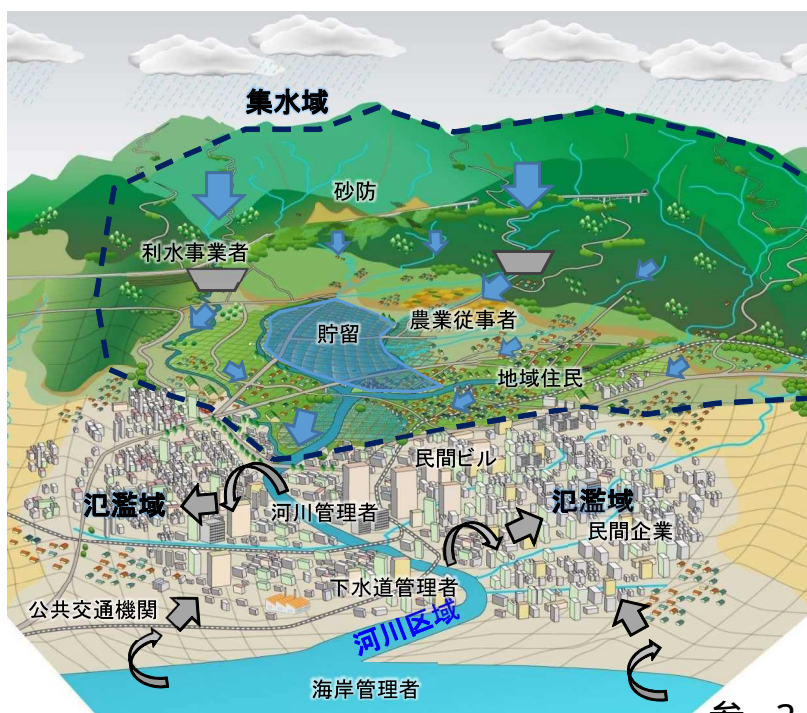 集水域
砂防
利水事業者
農業従事者
貯留
地域住民
民間ビル
氾濫域
氾濫域
河川管理者
民間企業
下水道管理者
公共交通機関
河川区域
海岸管理者